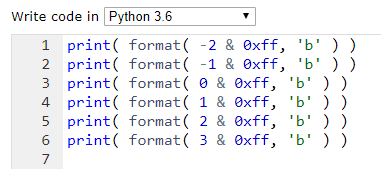 Write code in Python 3.6
1 print( format( -2 & 0xff, 'b' ) )
2 print( format( -1 & 0xff, 'b' ) )
3 print( format( 0 & 0xff, 'b' ) )
4 print( format( 1 & 0xff, 'b' ) )
5 print( format( 2 & 0xff, 'b' ) )
6 print( format( 3 & 0xff, 'b' ) )
7